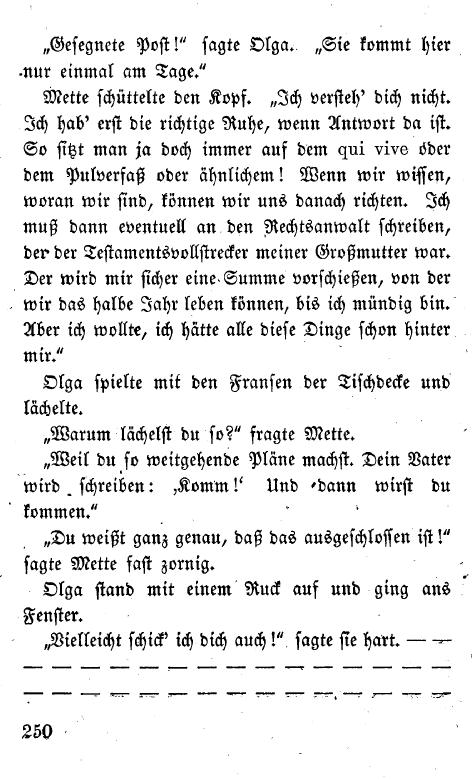 „Gesegnete Post!“ sagte Olga. „Sie kommt hier
nur einmal am Tage.“
Mette schüttelte den Kopf. „Ich versteh’ dich nicht.
Ich hab’ erst die richtige Ruhe, wenn Antwort da ist.
So sitzt man ja doch immer auf dem qui vive oder
dem Pulverfaß oder ähnlichem! Wenn wir wissen,
woran wir sind, können wir uns danach richten. Ich
muß dann eventuell an den Rechtsanwalt schreiben,
der der Testamentsvollstrecker meiner Großmutter war.
Der wird mir sicher eine Summe vorschießen, von der
wir das halbe Jahr leben können, bis ich mündig bin.
Aber ich wollte, ich hätte alle diese Dinge schon hinter
mir.“
Olga spielte mit den Fransen der Tischdecke und
lächelte.
„Warum lächelst du so?“ fragte Mette.
„Weil du so weitgehende Pläne machst. Dein Vater
wird schreiben: ‚Komm!‘ Und dann wirst du
kommen.“
„Du weißt ganz genau, daß das ausgeschlossen ist!“
sagte Mette fast zornig.
Olga stand mit einem Ruck auf und ging ans
Fenster.
„Vielleicht schick’ ich dich auch!“ sagte sie hart. — —
— — — — — — — — — — — — — — —
— — — — — — — — — — — — — — —
250